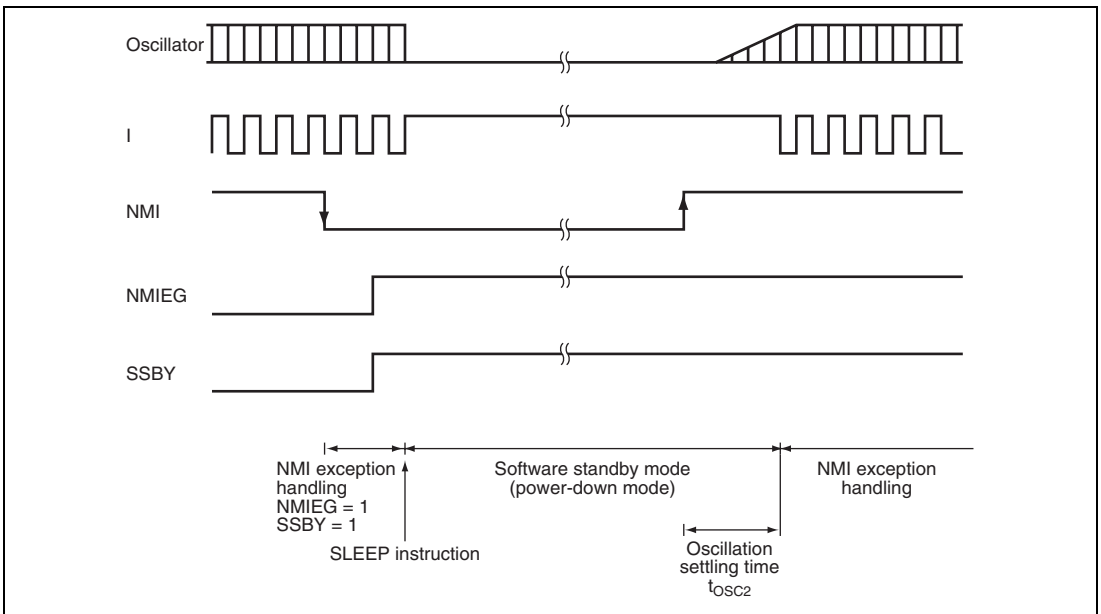 Oscillator
I
NMI
NMIEG
SSBY
NMI exception
handling
NMIEG = 1
SSBY = 1
SLEEP instruction
Software standby mode
(power-down mode)
Oscillation
settling time
tOSC2
NMI exception
handling